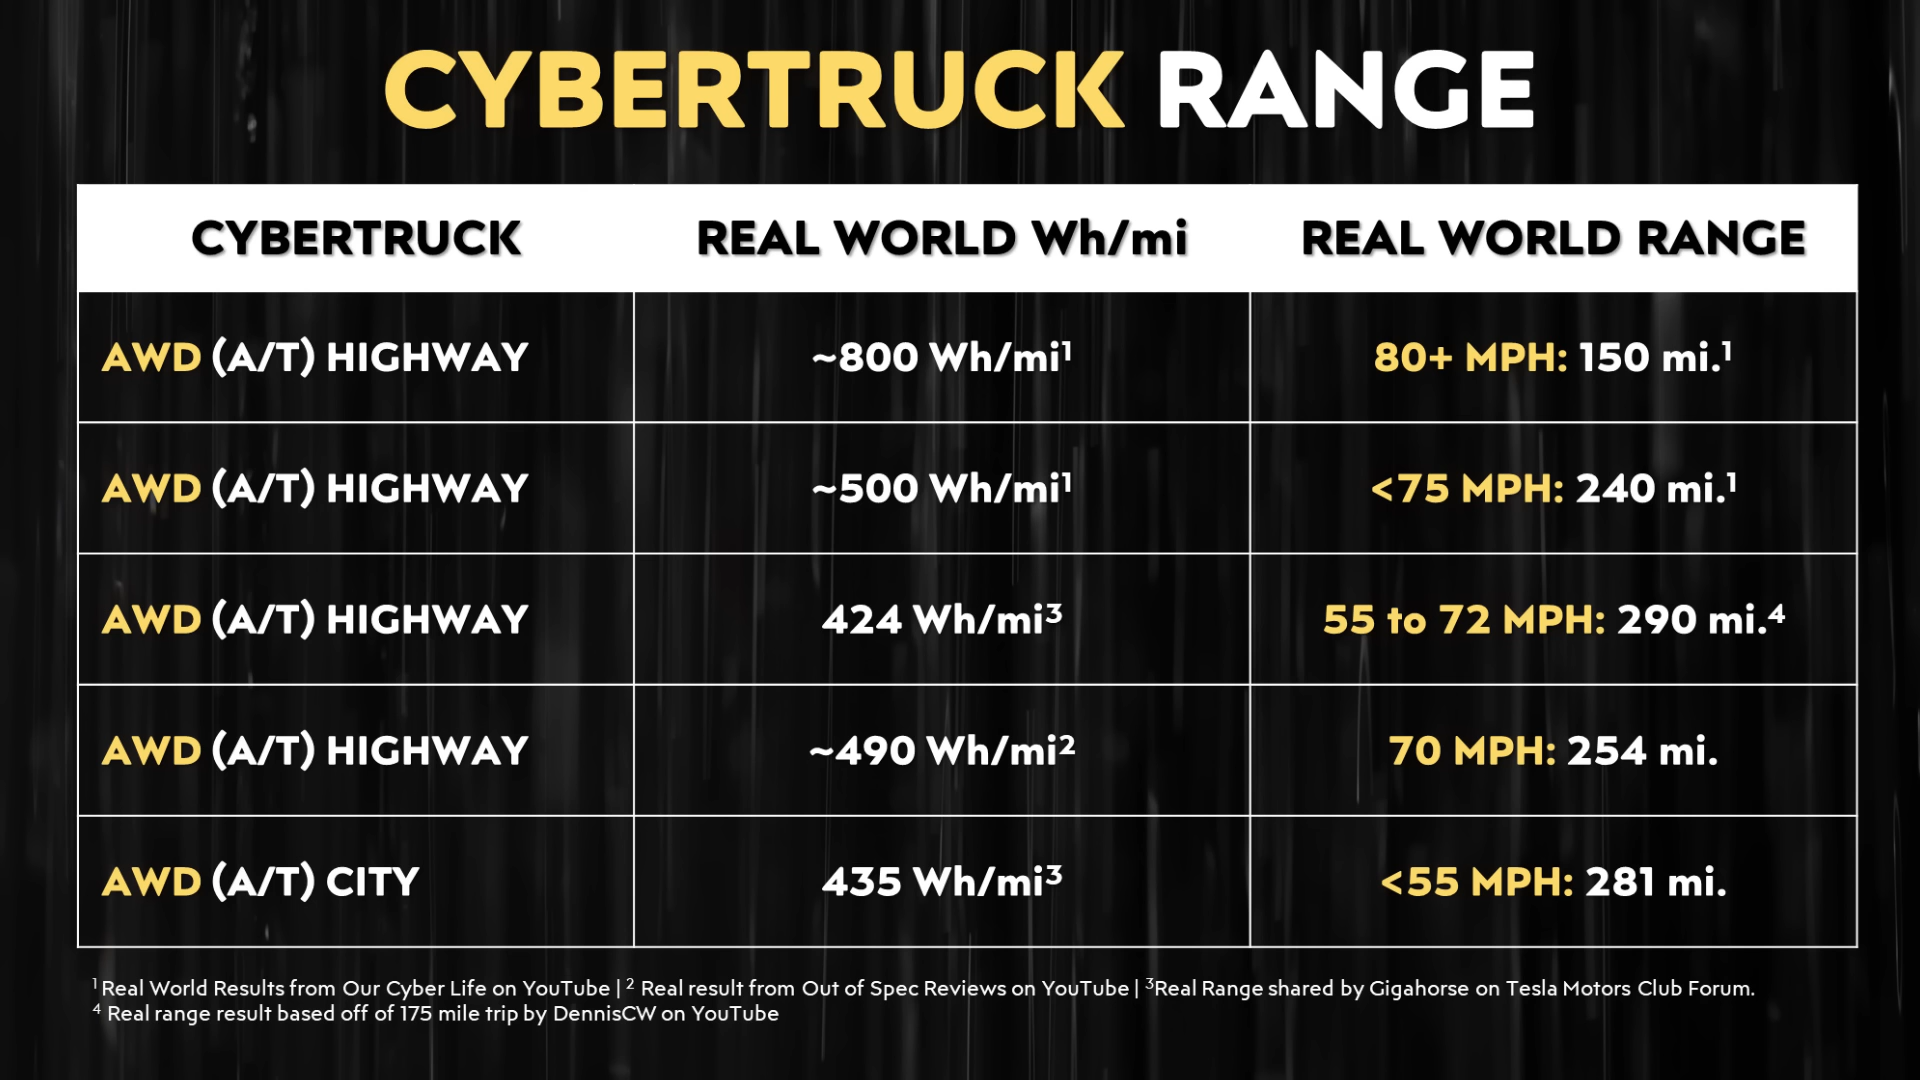 CYBERTRUCK RANGE
CYBERTRUCK REAL WORLD Wh/mi REAL WORLD RANGE
AWD (A/T) HIGHWAY ~800 Wh/mi¹ 80+ MPH: 150 mi.¹
AWD (A/T) HIGHWAY ~500 Wh/mi¹ <75 MPH: 240 mi.¹
AWD (A/T) HIGHWAY 424 Wh/mi³ 55 to 72 MPH: 290 mi.⁴
AWD (A/T) HIGHWAY ~490 Wh/mi² 70 MPH: 254 mi.
AWD (A/T) CITY 435 Wh/mi³ <55 MPH: 281 mi.
¹ Real World Results from Our Cyber Life on YouTube | ² Real result from Out of Spec Reviews on YouTube | ³Real Range shared by Gigahorse on Tesla Motors Club Forum.
⁴ Real range result based off of 175 mile trip by DennisCW on YouTube